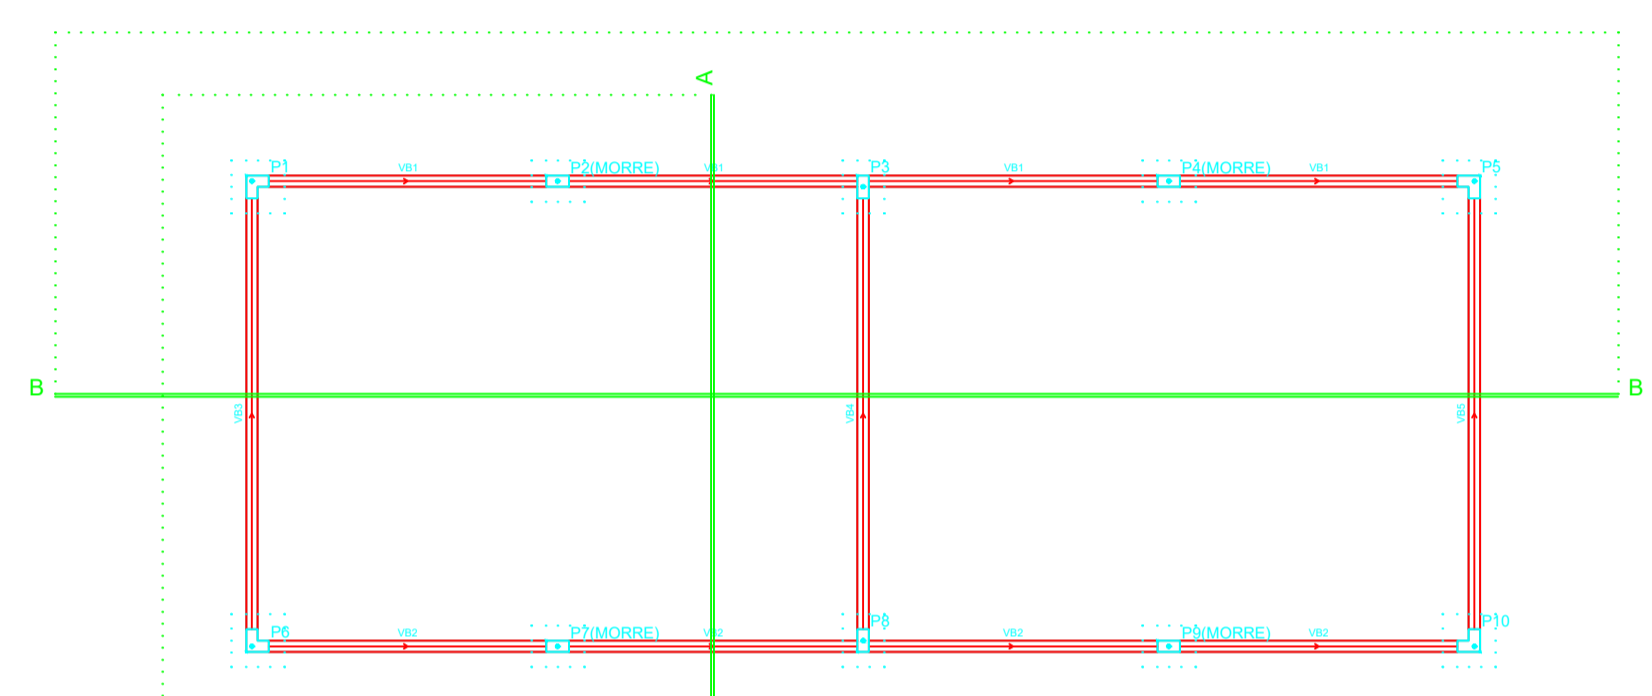 A
P1
VB1
P2(MORRE)
VB1
P3
VB1
P4(MORRE)
VB1
P5
B
B
VB3
VB4
VB5
P6
VB2
P7(MORRE)
VB2
P8
VB2
P9(MORRE)
VB2
P10